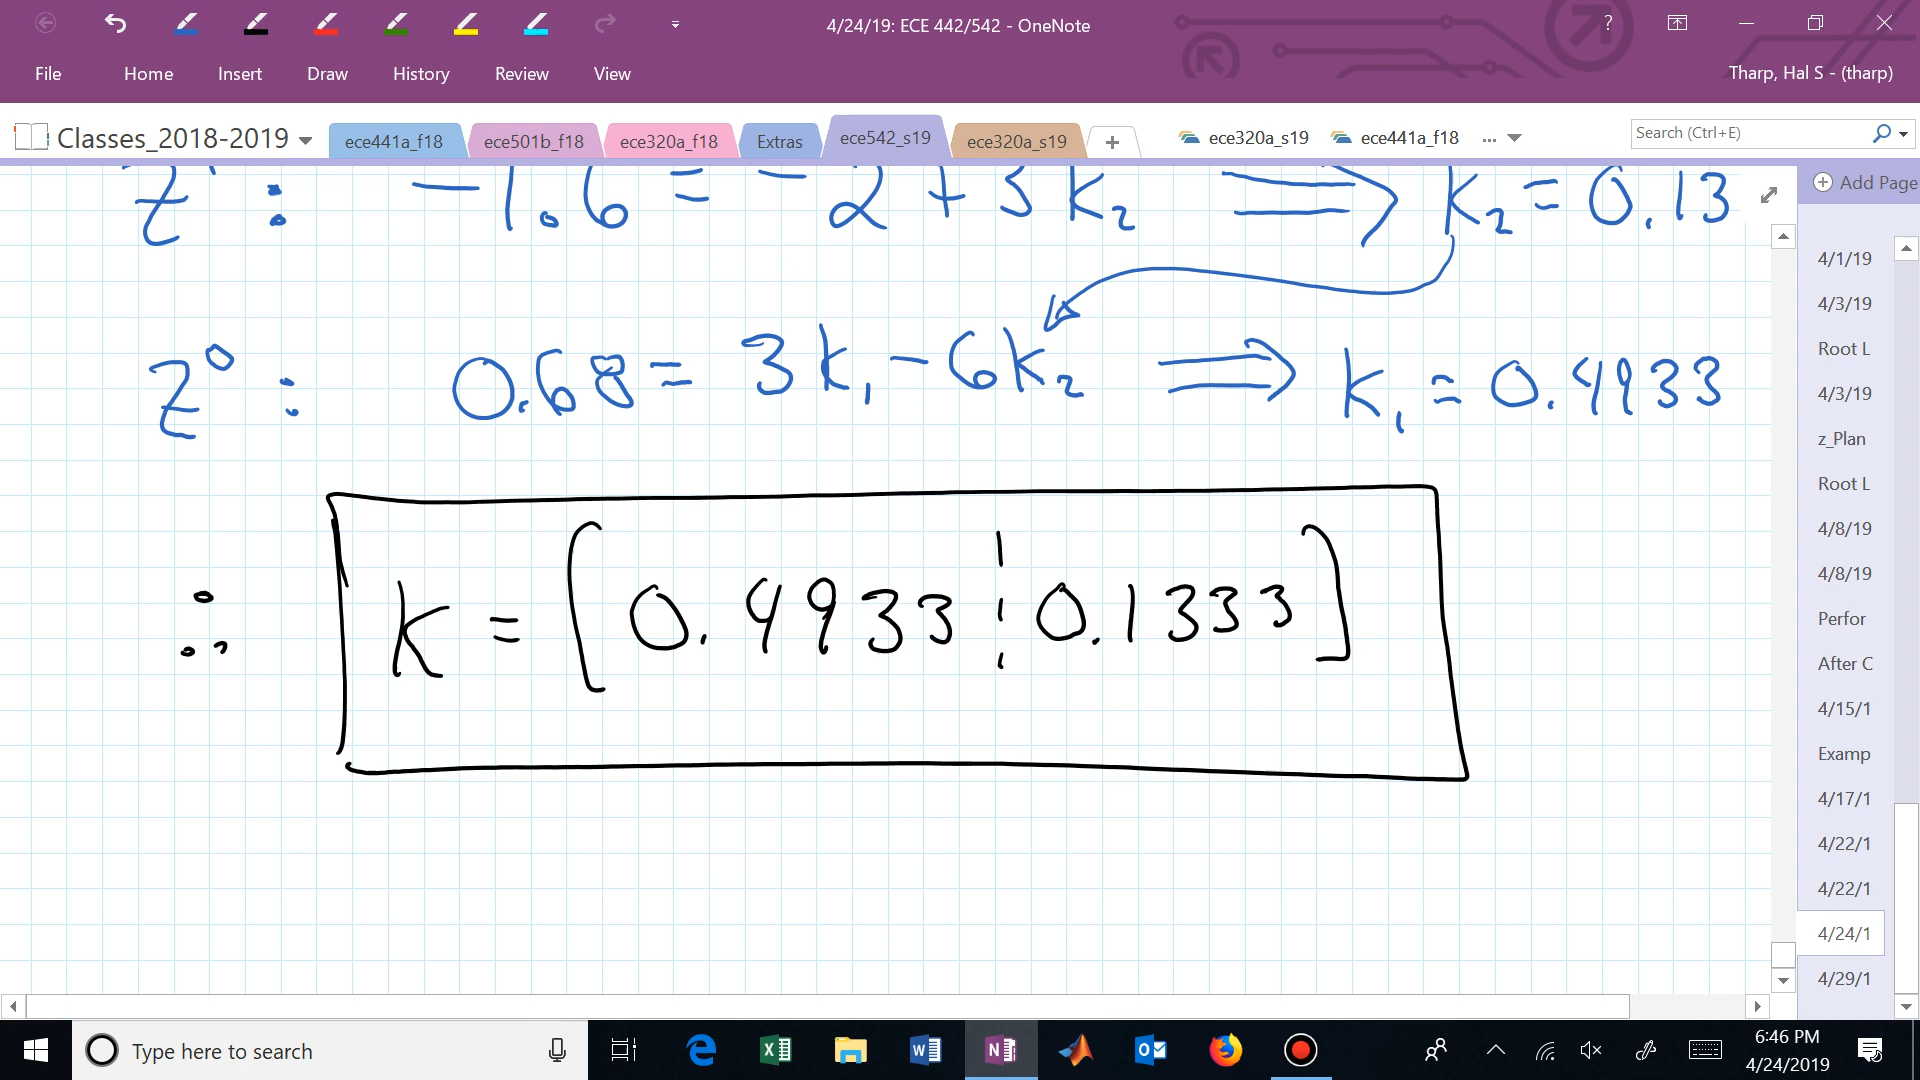 4/24/19: ECE 442/542 - OneNote
?
File Home Insert Draw History Review View
Tharp, Hal S - (tharp)
Classes_2018-2019
ece441a_f18 ece501b_f18 ece320a_f18 Extras ece542_s19 ece320a_s19 + ece320a_s19 ece441a_f18 ...
Search (Ctrl+E)
Add Page
z¹ : -1.6 = -2 + 3k₂ ⟹ k₂ = 0.13
z⁰ : 0.68 = 3k₁ - 6k₂ ⟹ k₁ = 0.4933
∴ K = [ 0.4933 ¦ 0.1333 ]
4/1/19
4/3/19
Root L
4/3/19
z_Plan
Root L
4/8/19
4/8/19
Perfor
After C
4/15/1
Examp
4/17/1
4/22/1
4/22/1
4/24/1
4/29/1
Type here to search
6:46 PM
4/24/2019